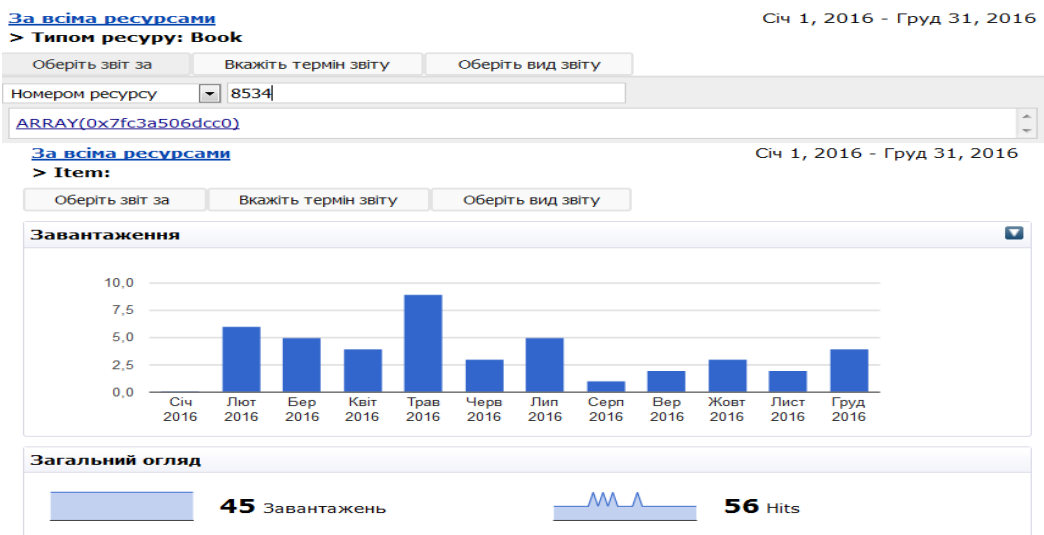 За всіма ресурсами Січ 1, 2016 - Груд 31, 2016
> Типом ресуру: Book
Оберіть звіт за Вкажіть термін звіту Оберіть вид звіту
Номером ресурсу 8534
ARRAY(0x7fc3a506dcc0)
За всіма ресурсами Січ 1, 2016 - Груд 31, 2016
> Item:
Оберіть звіт за Вкажіть термін звіту Оберіть вид звіту
Завантаження
10,0
7,5
5,0
2,5
0,0
Січ Лют Бер Квіт Трав Черв Лип Серп Вер Жовт Лист Груд
2016 2016 2016 2016 2016 2016 2016 2016 2016 2016 2016 2016
Загальний огляд
45 Завантажень 56 Hits